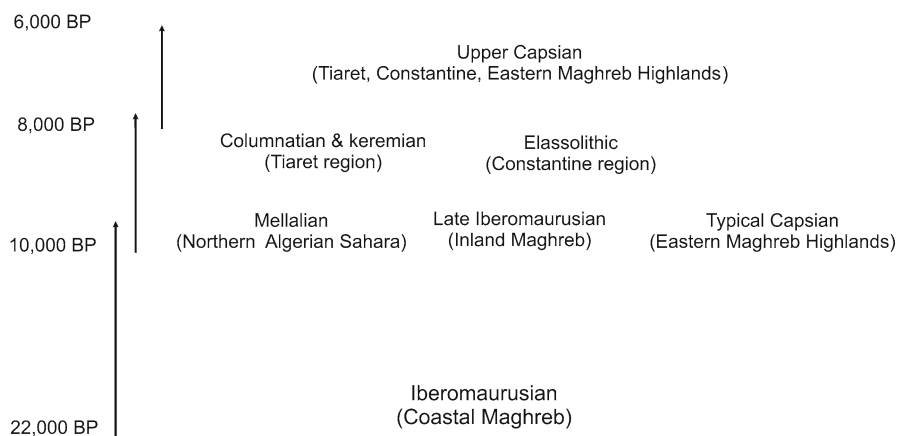 6,000 BP
Upper Capsian
(Tiaret, Constantine, Eastern Maghreb Highlands)
8,000 BP
Columnatian & keremian
(Tiaret region)
Elassolithic
(Constantine region)
Mellalian
(Northern Algerian Sahara)
Late Iberomaurusian
(Inland Maghreb)
Typical Capsian
(Eastern Maghreb Highlands)
10,000 BP
Iberomaurusian
(Coastal Maghreb)
22,000 BP